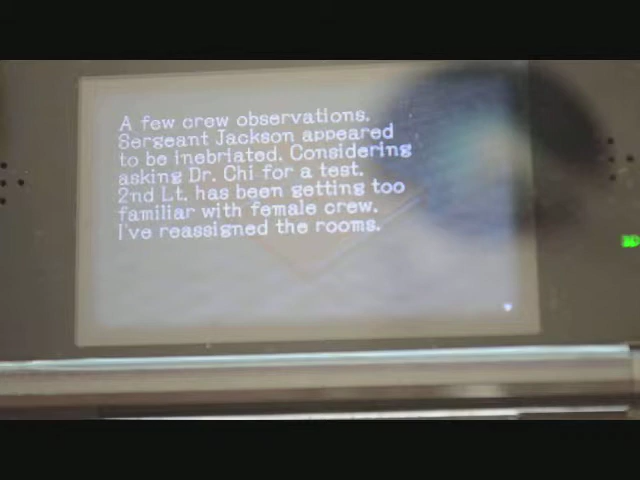 A few crew observations.
Sergeant Jackson appeared
to be inebriated. Considering
asking Dr. Chi for a test.
2nd Lt. has been getting too
familiar with female crew.
I've reassigned the rooms.